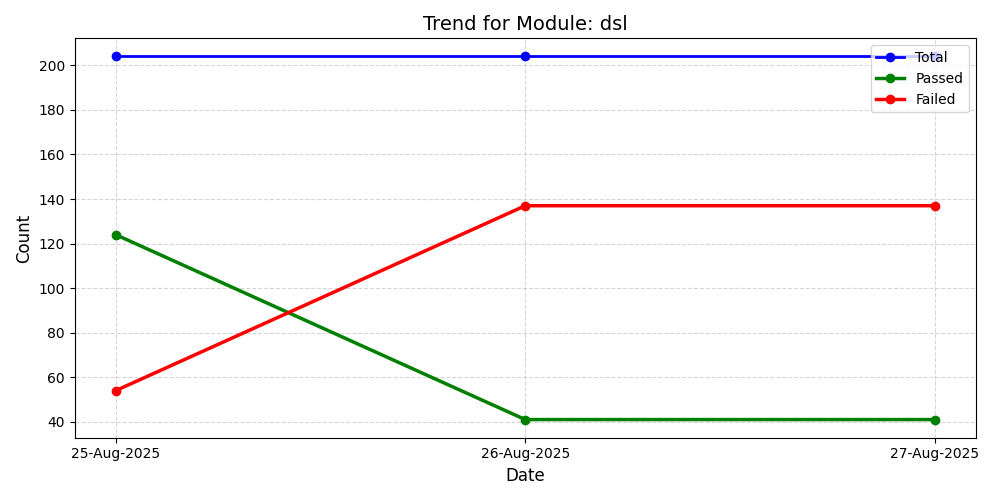 Trend for Module: dsl
Total
Passed
Failed
200
180
160
140
120
100
80
60
40
Count
25-Aug-2025
26-Aug-2025
27-Aug-2025
Date